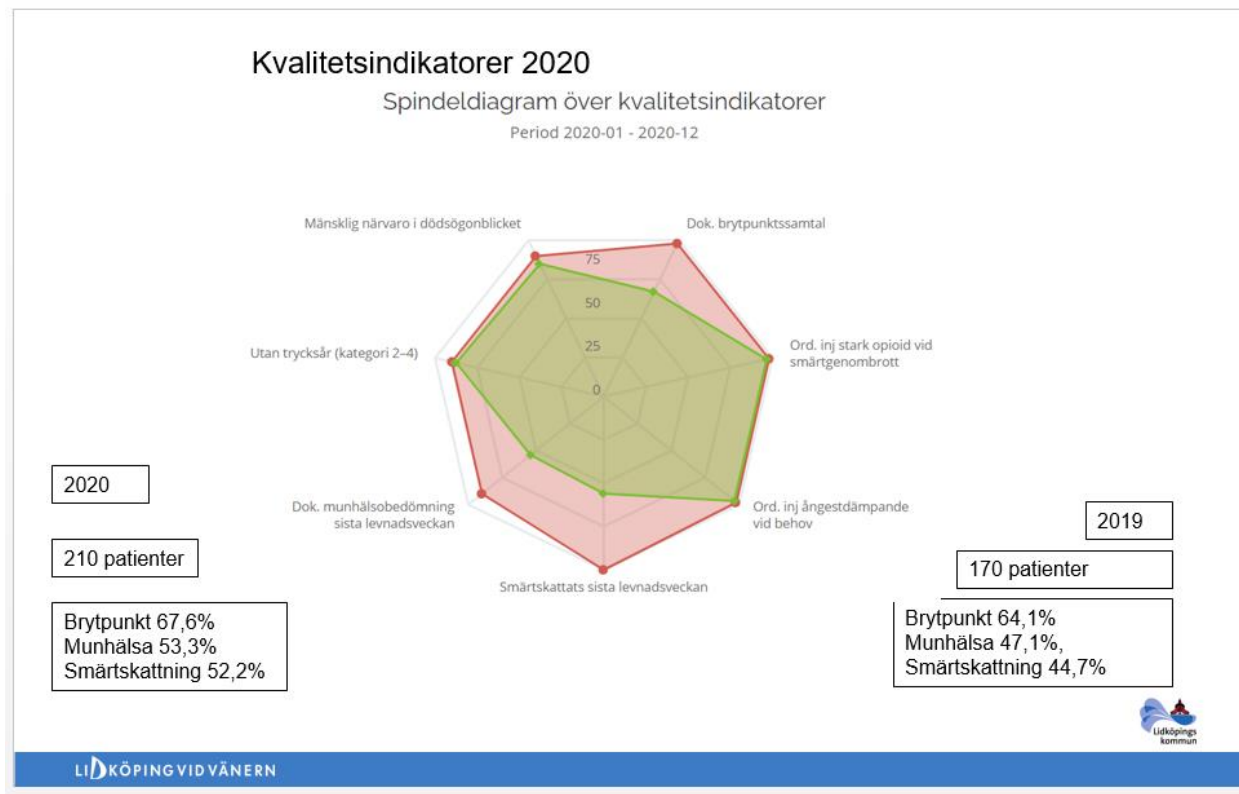 Kvalitetsindikatorer 2020
Spindeldiagram över kvalitetsindikatorer
Period 2020-01 - 2020-12
Mänsklig närvaro i dödsögonblicket
Dok. brytpunktssamtal
75
50
25
0
Utan trycksår (kategori 2–4)
Ord. inj stark opioid vid
smärtgenombrott
Dok. munhälsobedömning
sista levnadsveckan
Ord. inj ångestdämpande
vid behov
Smärtskattats sista levnadsveckan
2020
210 patienter
Brytpunkt 67,6%
Munhälsa 53,3%
Smärtskattning 52,2%
2019
170 patienter
Brytpunkt 64,1%
Munhälsa 47,1%,
Smärtskattning 44,7%
Lidköpings
kommun
LIDKÖPING VID VÄNERN